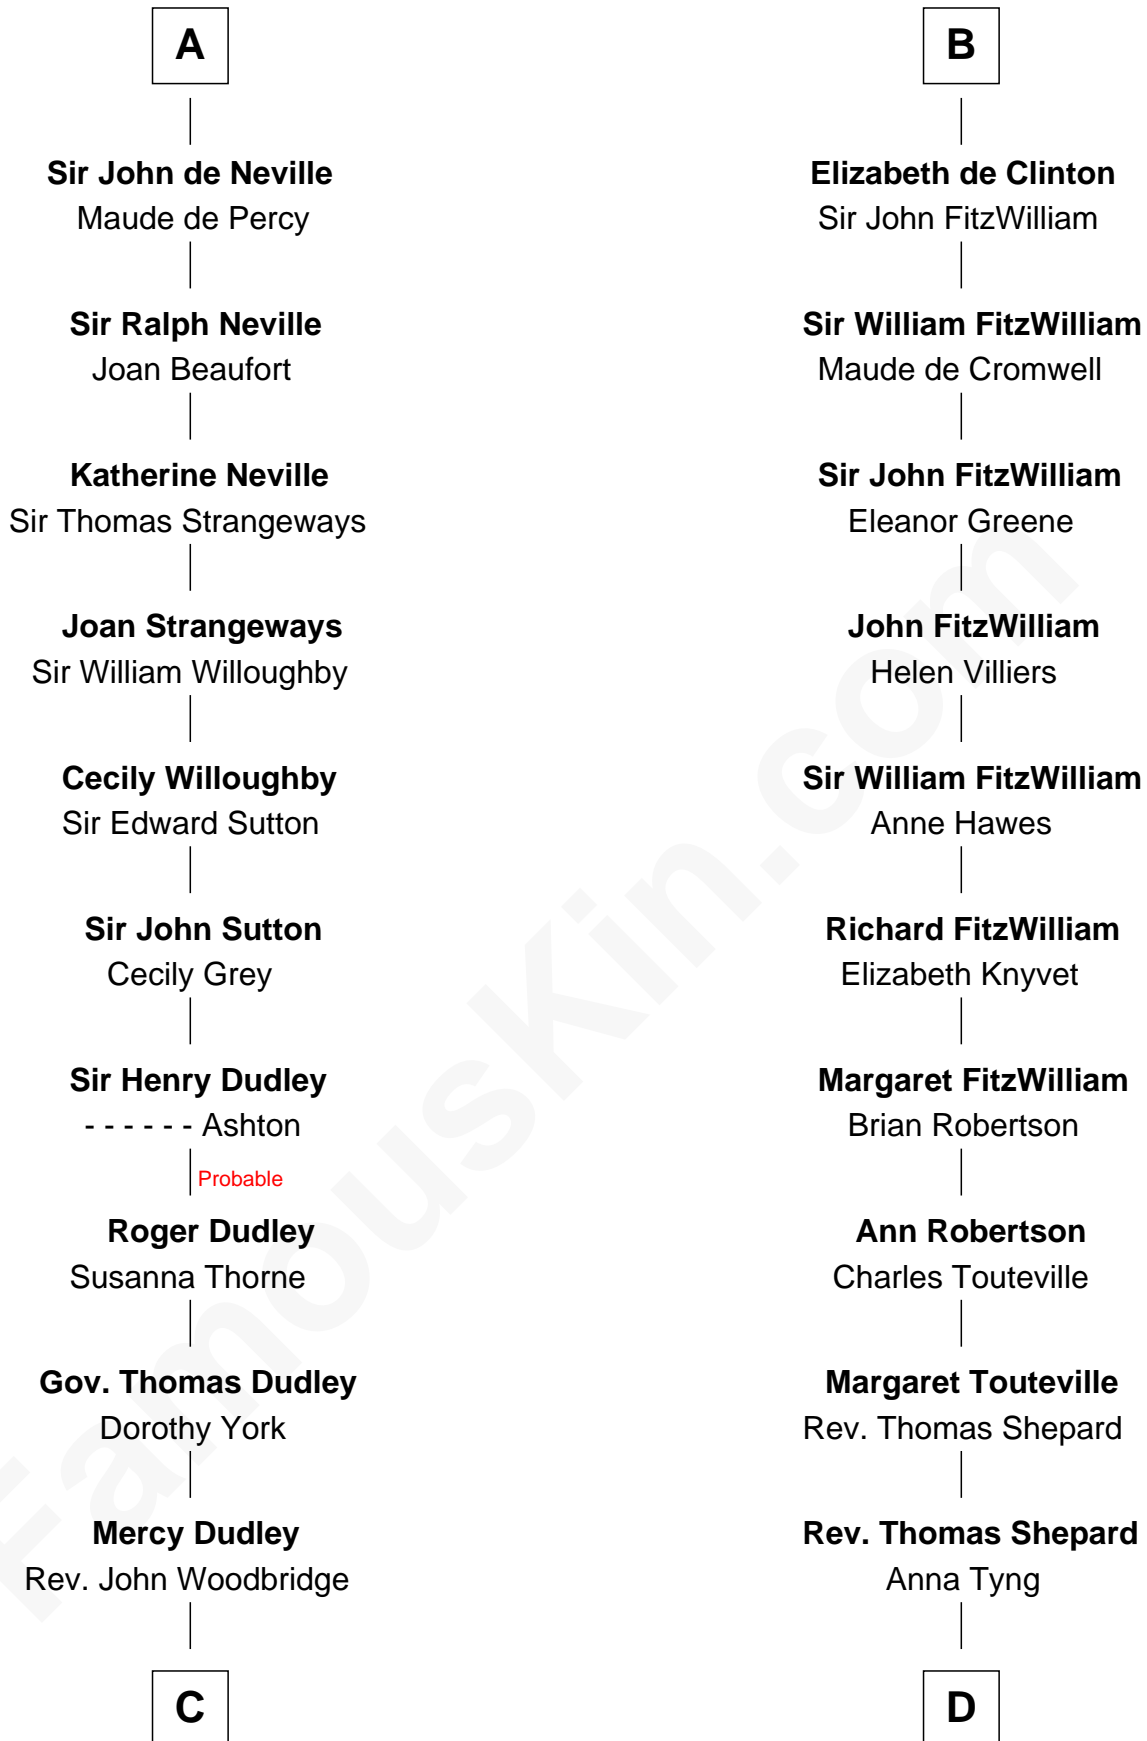 A
Sir John de Neville
Maude de Percy
Sir Ralph Neville
Joan Beaufort
Katherine Neville
Sir Thomas Strangeways
Joan Strangeways
Sir William Willoughby
Cecily Willoughby
Sir Edward Sutton
Sir John Sutton
Cecily Grey
Sir Henry Dudley
- - - - - - Ashton
Probable
Roger Dudley
Susanna Thorne
Gov. Thomas Dudley
Dorothy York
Mercy Dudley
Rev. John Woodbridge
C
B
Elizabeth de Clinton
Sir John FitzWilliam
Sir William FitzWilliam
Maude de Cromwell
Sir John FitzWilliam
Eleanor Greene
John FitzWilliam
Helen Villiers
Sir William FitzWilliam
Anne Hawes
Richard FitzWilliam
Elizabeth Knyvet
Margaret FitzWilliam
Brian Robertson
Ann Robertson
Charles Touteville
Margaret Touteville
Rev. Thomas Shepard
Rev. Thomas Shepard
Anna Tyng
D
FamousKin.com